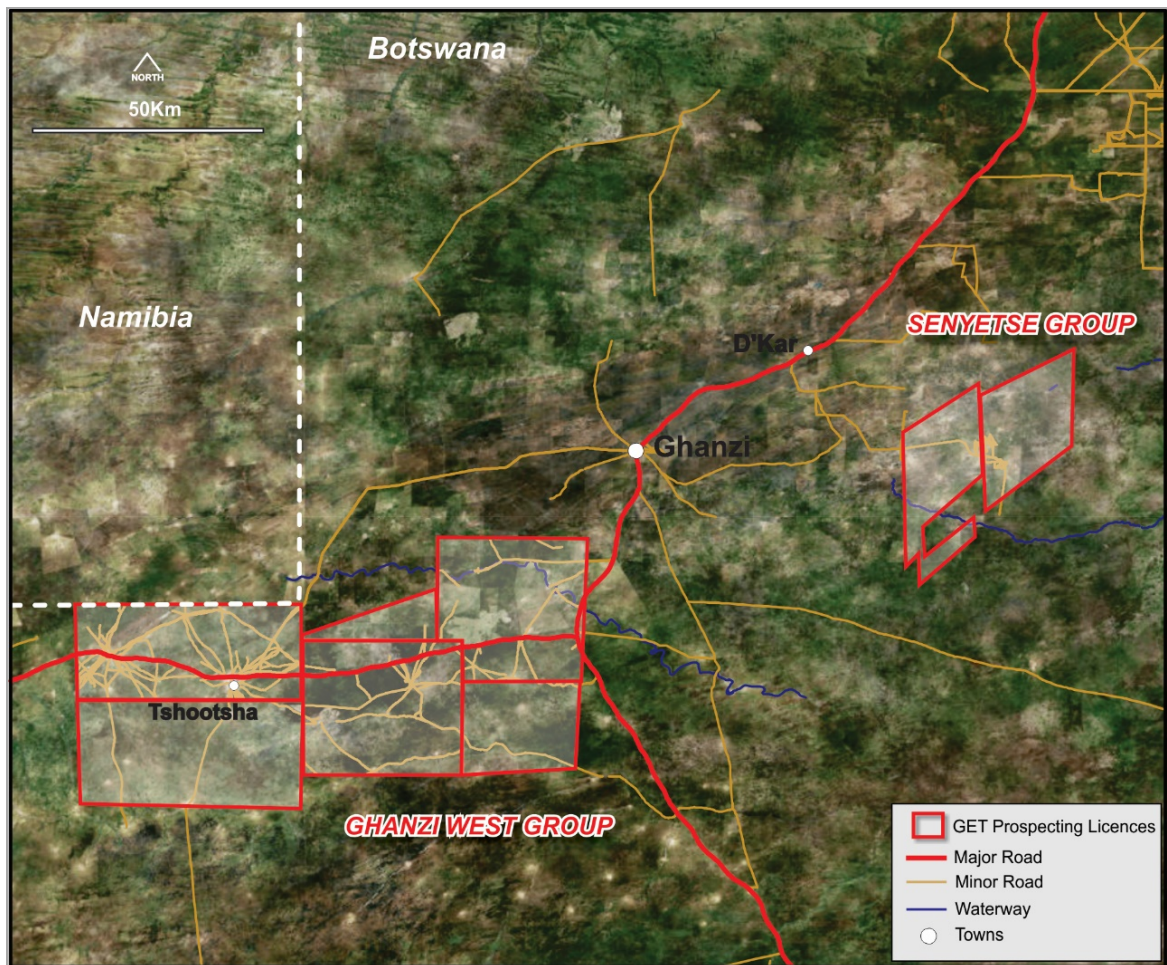 Botswana
NORTH
50Km
Namibia
SENYETSE GROUP
D'Kar
Ghanzi
Tshootsha
GHANZI WEST GROUP
GET Prospecting Licences
Major Road
Minor Road
Waterway
Towns